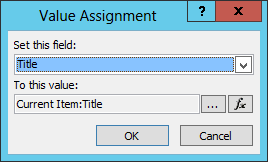 Value Assignment
?
Set this field:
Title
To this value:
Current Item:Title
...
fx
OK
Cancel